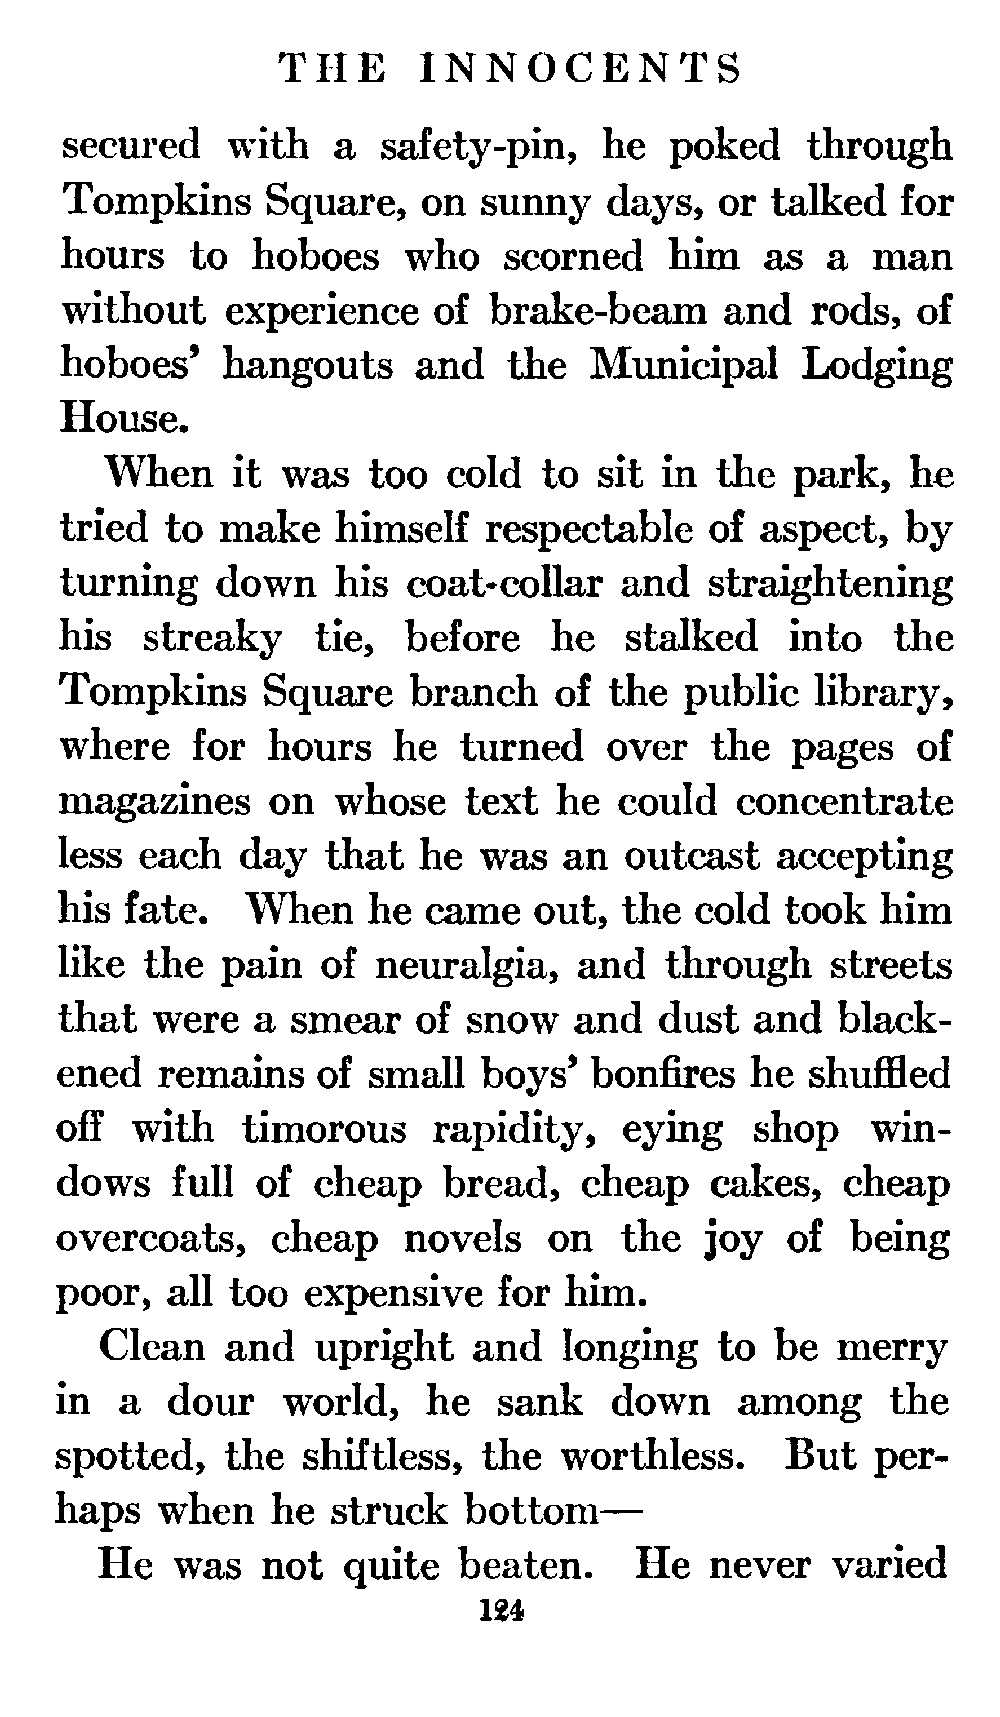 THE INNOCENTS
secured with a safety-pin, he poked through
Tompkins Square, on sunny days, or talked for
hours to hoboes who scorned him as a man
without experience of brake-beam and rods, of
hoboes' hangouts and the Municipal Lodging
House.
When it was too cold to sit in the park, he
tried to make himself respectable of aspect, by
turning down his coat-collar and straightening
his streaky tie, before he stalked into the
Tompkins Square branch of the public library,
where for hours he turned over the pages of
magazines on whose text he could concentrate
less each day that he was an outcast accepting
his fate. When he came out, the cold took him
like the pain of neuralgia, and through streets
that were a smear of snow and dust and black-
ened remains of small boys' bonfires he shuffled
off with timorous rapidity, eying shop win-
dows full of cheap bread, cheap cakes, cheap
overcoats, cheap novels on the joy of being
poor, all too expensive for him.
Clean and upright and longing to be merry
in a dour world, he sank down among the
spotted, the shiftless, the worthless. But per-
haps when he struck bottom—
He was not quite beaten. He never varied
124